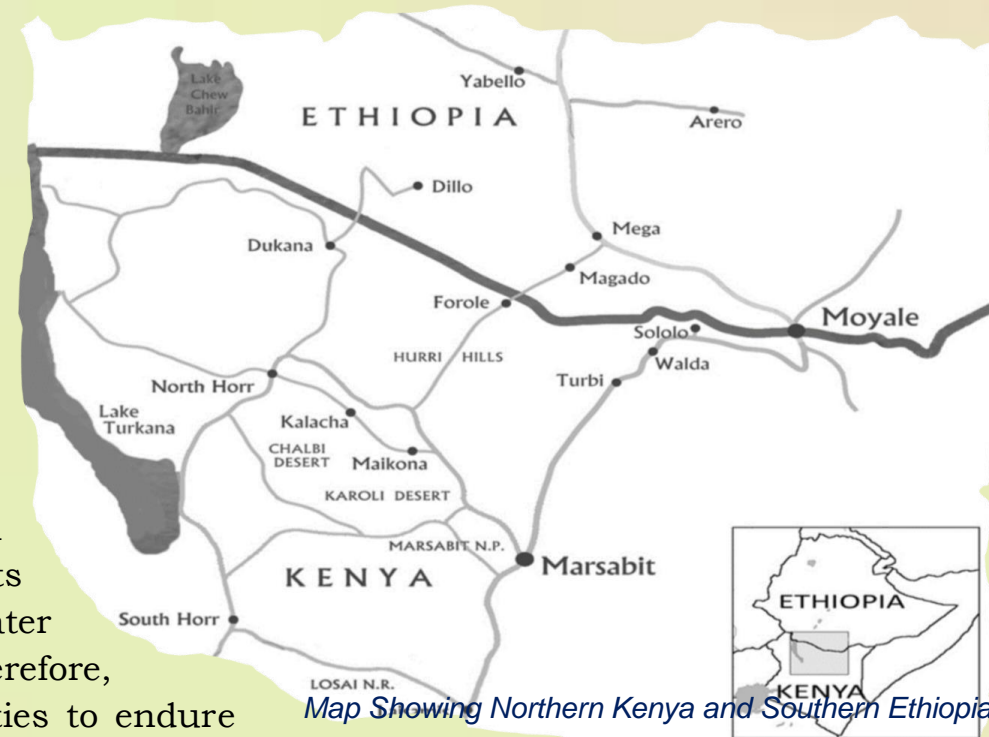 Lake
Chew
Bahir
Yabello
ETHIOPIA
Arero
Dillo
Mega
Dukana
Magado
Forole
Moyale
Sololo
HURRI HILLS
Walda
Turbi
North Horr
Lake
Turkana
Kalacha
CHALBI
DESERT
Maikona
KAROLI DESERT
MARSABIT N.P.
Marsabit
KENYA
ETHIOPIA
South Horr
KENYA
LOSAI N.R.
ts
ater
erefore,
ties to endure
Map Showing Northern Kenya and Southern Ethiopia